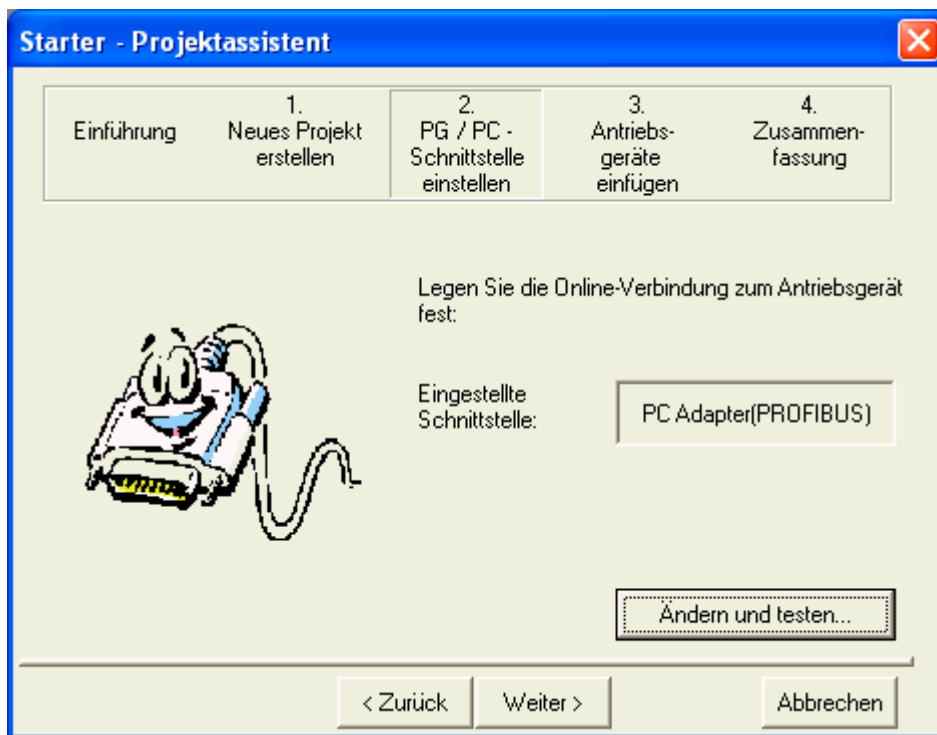 Starter - Projektassistent
Einführung
1.
Neues Projekt
erstellen
2.
PG / PC -
Schnittstelle
einstellen
3.
Antriebs-
geräte
einfügen
4.
Zusammen-
fassung
Legen Sie die Online-Verbindung zum Antriebsgerät
fest:
Eingestellte
Schnittstelle:
PC Adapter(PROFIBUS)
Ändern und testen...
< Zurück
Weiter >
Abbrechen